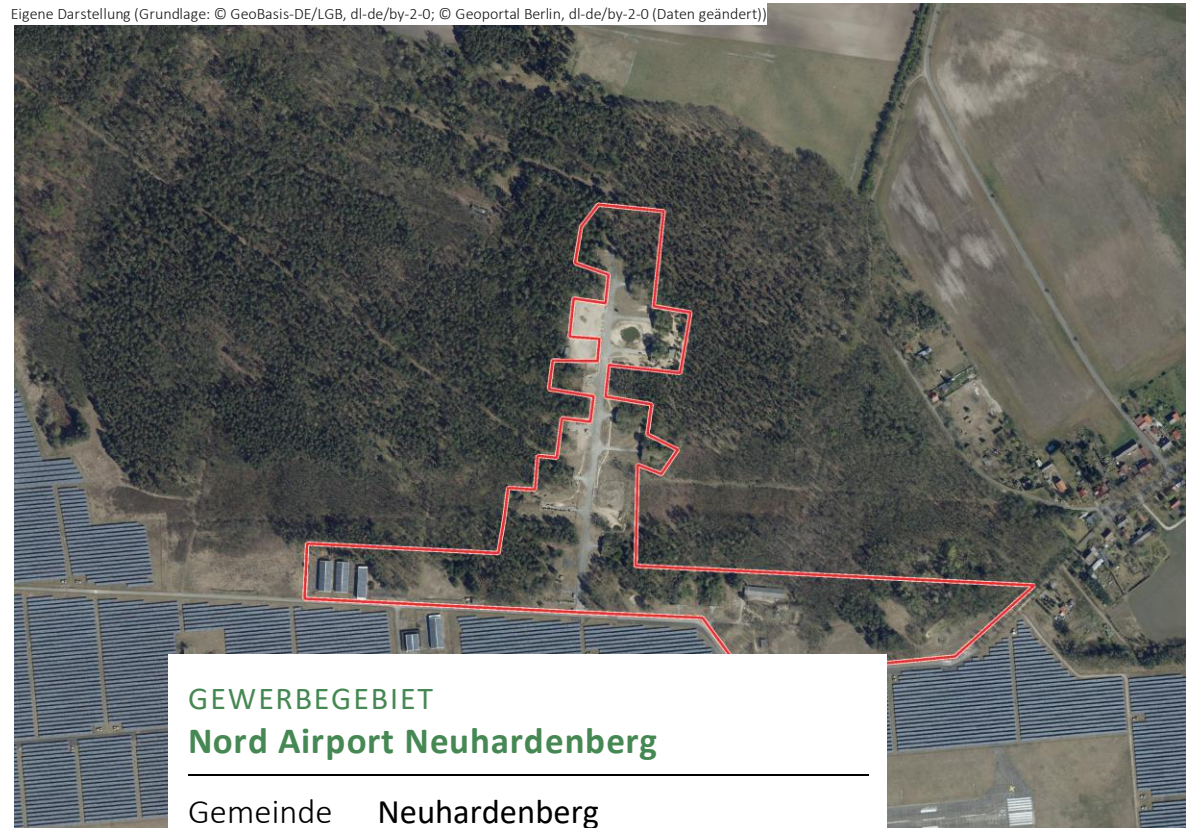 Eigene Darstellung (Grundlage: © GeoBasis-DE/LGB, dl-de/by-2-0; © Geoportal Berlin, dl-de/by-2-0 (Daten geändert))
GEWERBEGEBIET
Nord Airport Neuhardenberg
Gemeinde Neuhardenberg